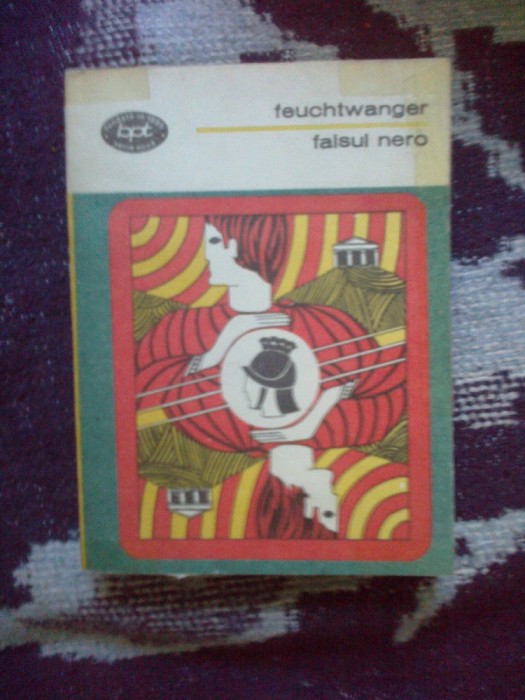 feuchtwanger
falsul nero
bpt